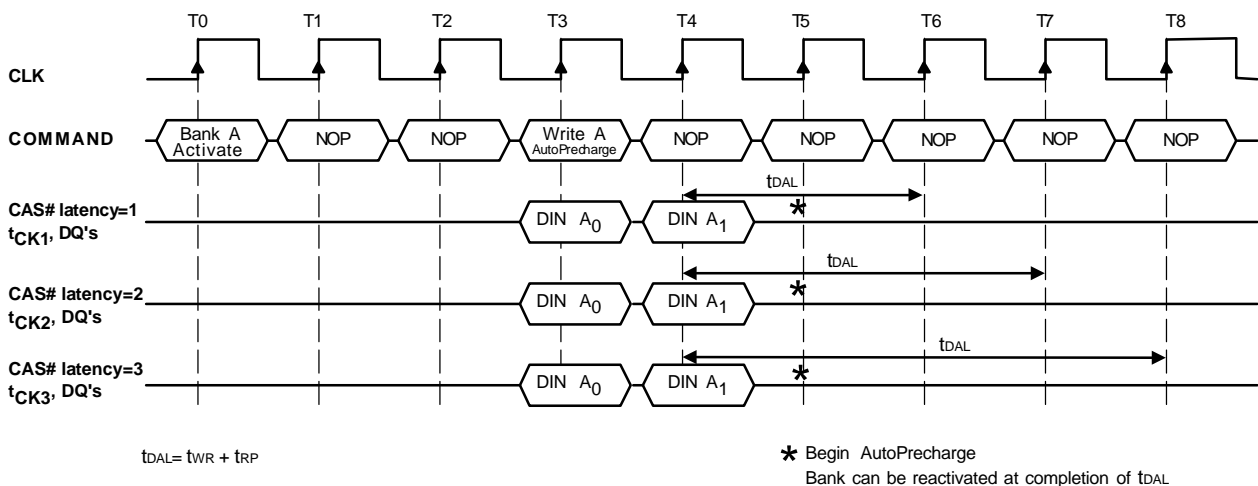 T0 T1 T2 T3 T4 T5 T6 T7 T8
CLK
COMMAND
Bank A Activate
NOP
NOP
Write A AutoPrecharge
NOP
NOP
NOP
NOP
NOP
tDAL
CAS# latency=1
tCK1, DQ's
DIN A0
DIN A1
*
tDAL
CAS# latency=2
tCK2, DQ's
DIN A0
DIN A1
*
tDAL
CAS# latency=3
tCK3, DQ's
DIN A0
DIN A1
*
tDAL= tWR + tRP
* Begin AutoPrecharge
Bank can be reactivated at completion of tDAL